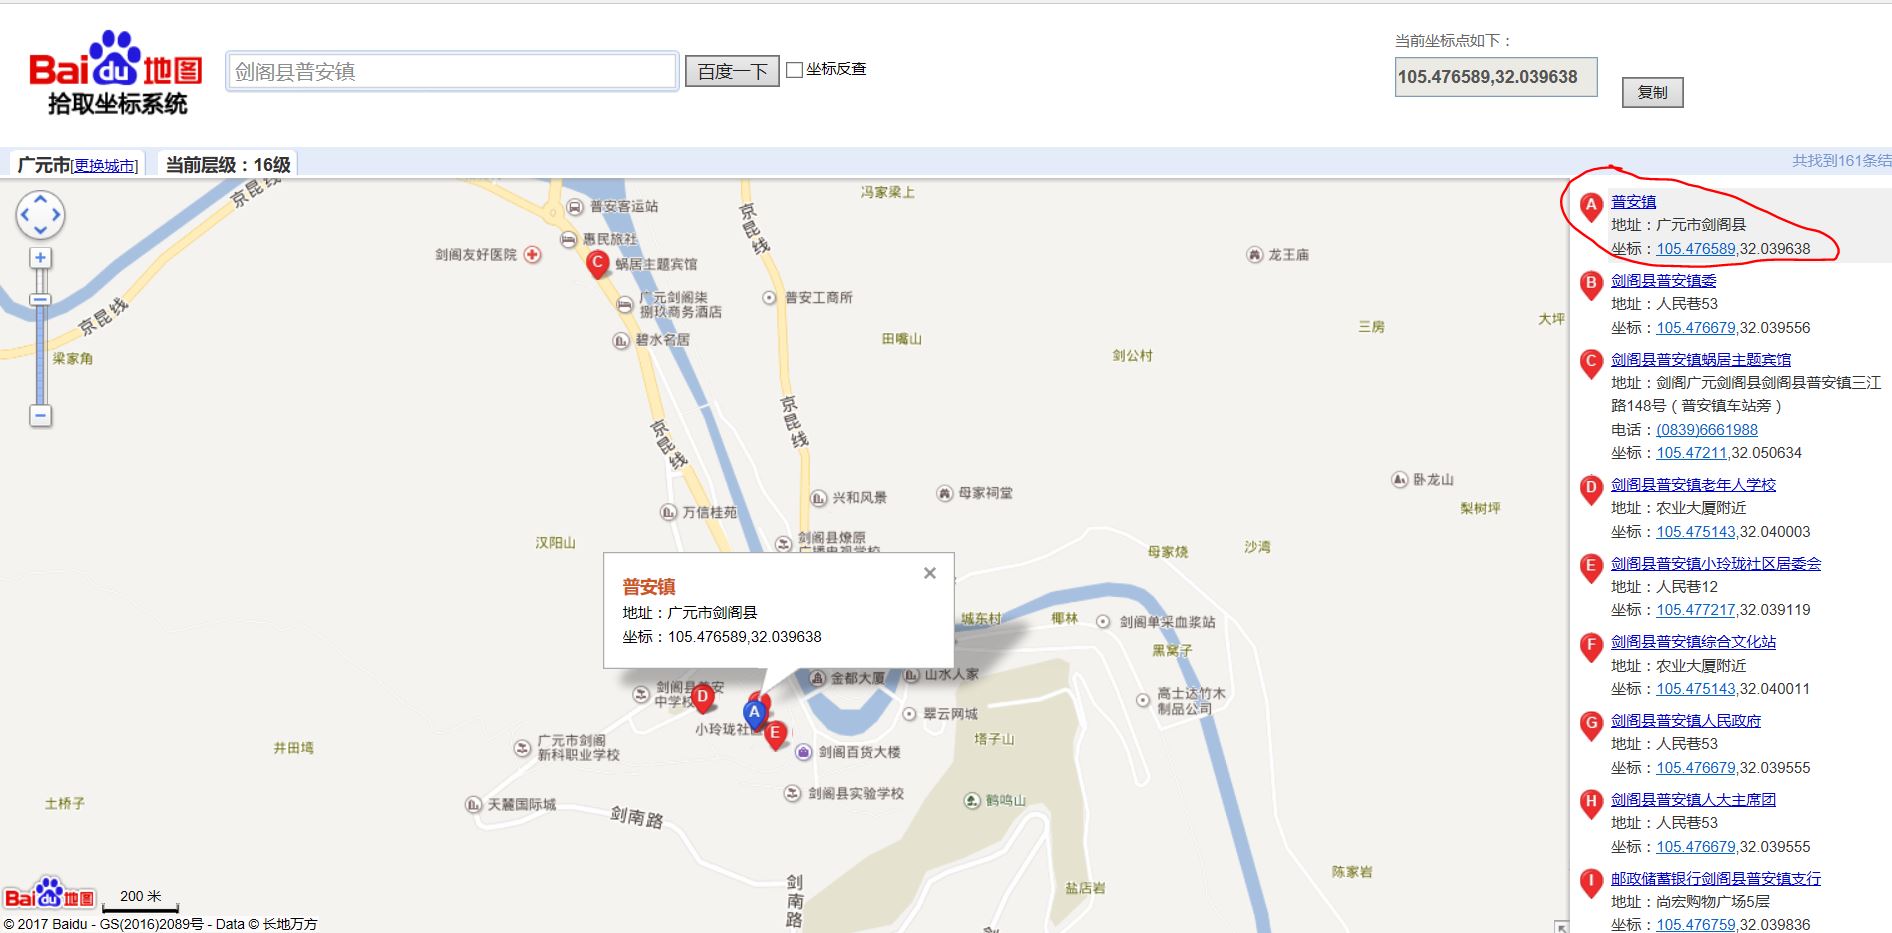 Baidu地图
拾取坐标系统
剑阁县普安镇
百度一下
坐标反查
当前坐标点如下：
105.476589,32.039638
复制
广元市[更换城市]
当前层级：16级
共找到161条结
京昆线
普安客运站
冯家梁上
惠民旅社
剑阁友好医院
C
蜗居主题宾馆
京昆线
龙王庙
广元剑阁柒
捌玖商务酒店
普安工商所
京昆线
碧水名居
梁家角
田嘴山
剑公村
三房
大坪
京昆线
京昆线
兴和风景
母家祠堂
卧龙山
万信桂苑
梨树坪
汉阳山
剑阁县燎原
广播电视学校
母家烧
沙湾
普安镇
地址：广元市剑阁县
坐标：105.476589,32.039638
城东村
椰林
剑阁单采血浆站
黑窝子
剑阁县普安
中学校
D
金都大厦
山水人家
高士达竹木
制品公司
A
小玲珑社区
E
翠云网城
井田塆
广元市剑阁
新科职业学校
剑阁百货大楼
塔子山
土桥子
天麓国际城
剑南路
剑阁县实验学校
鹤鸣山
陈家岩
盐店岩
剑南路
Baidu地图
200 米
© 2017 Baidu - GS(2016)2089号 - Data © 长地万方
A
普安镇
地址：广元市剑阁县
坐标：105.476589,32.039638
B
剑阁县普安镇委
地址：人民巷53
坐标：105.476679,32.039556
C
剑阁县普安镇蜗居主题宾馆
地址：剑阁广元剑阁县剑阁县普安镇三江
路148号（普安镇车站旁）
电话：(0839)6661988
坐标：105.47211,32.050634
D
剑阁县普安镇老年人学校
地址：农业大厦附近
坐标：105.475143,32.040003
E
剑阁县普安镇小玲珑社区居委会
地址：人民巷12
坐标：105.477217,32.039119
F
剑阁县普安镇综合文化站
地址：农业大厦附近
坐标：105.475143,32.040011
G
剑阁县普安镇人民政府
地址：人民巷53
坐标：105.476679,32.039555
H
剑阁县普安镇人大主席团
地址：人民巷53
坐标：105.476679,32.039555
I
邮政储蓄银行剑阁县普安镇支行
地址：尚宏购物广场5层
坐标：105.476759,32.039836